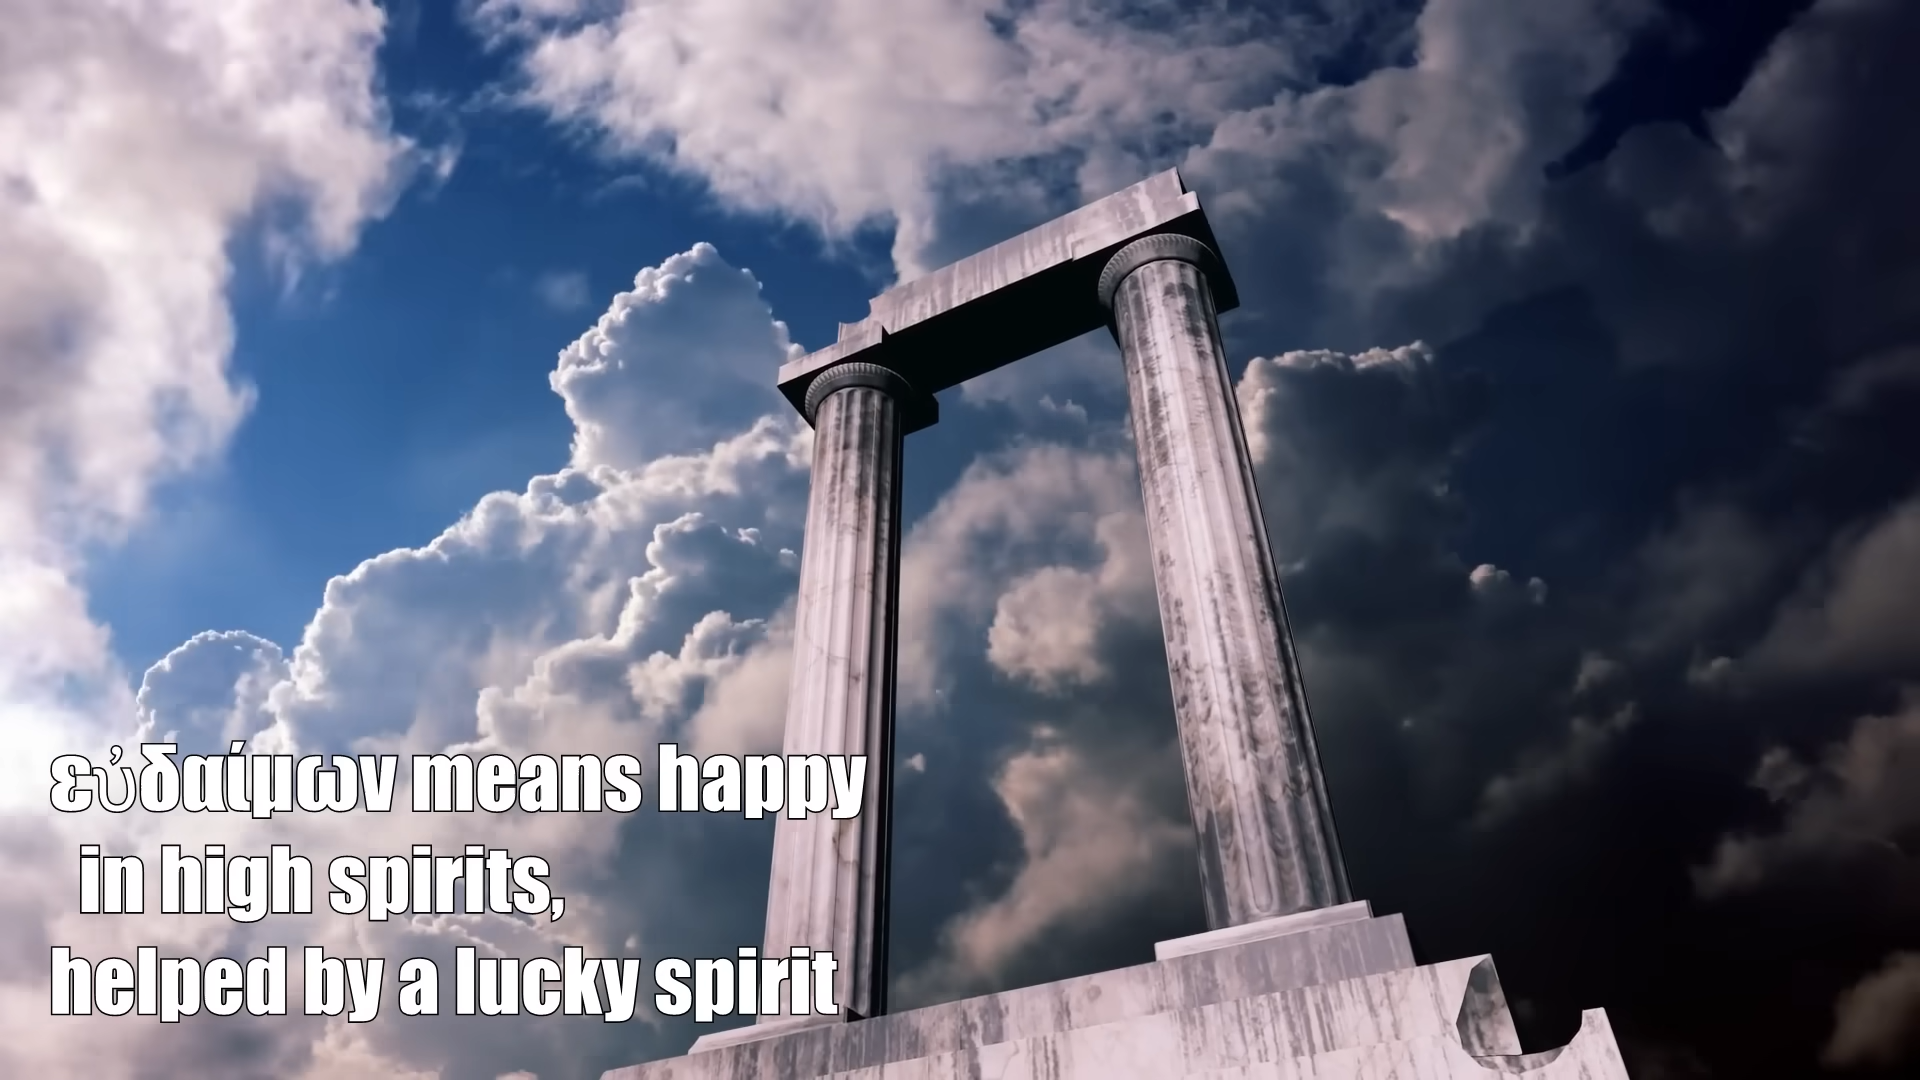 εὐδαίμων means happy
in high spirits,
helped by a lucky spirit